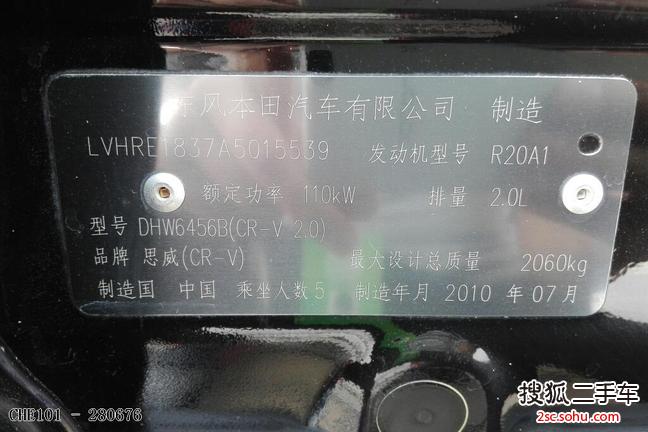 东风本田汽车有限公司 制造
LVHRE1837A5015539 发动机型号 R20A1
额定功率 110kW 排量 2.0L
型号 DHW6456B(CR-V 2.0)
品牌 思威(CR-V) 最大设计总质量 2060kg
制造国 中国 乘坐人数 5 制造年月 2010 年 07 月
CHE101 - 280676
搜狐二手车
2sc.sohu.com